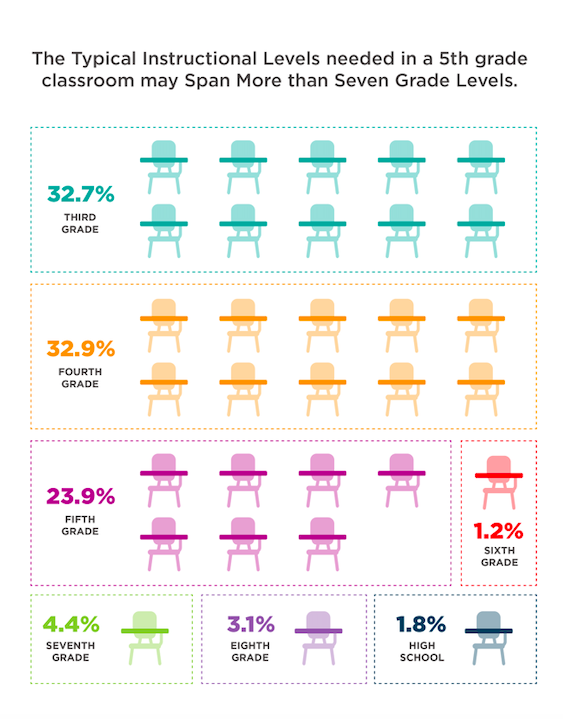 The Typical Instructional Levels needed in a 5th grade
classroom may Span More than Seven Grade Levels.
32.7%
THIRD
GRADE
32.9%
FOURTH
GRADE
23.9%
FIFTH
GRADE
1.2%
SIXTH
GRADE
4.4%
SEVENTH
GRADE
3.1%
EIGHTH
GRADE
1.8%
HIGH
SCHOOL